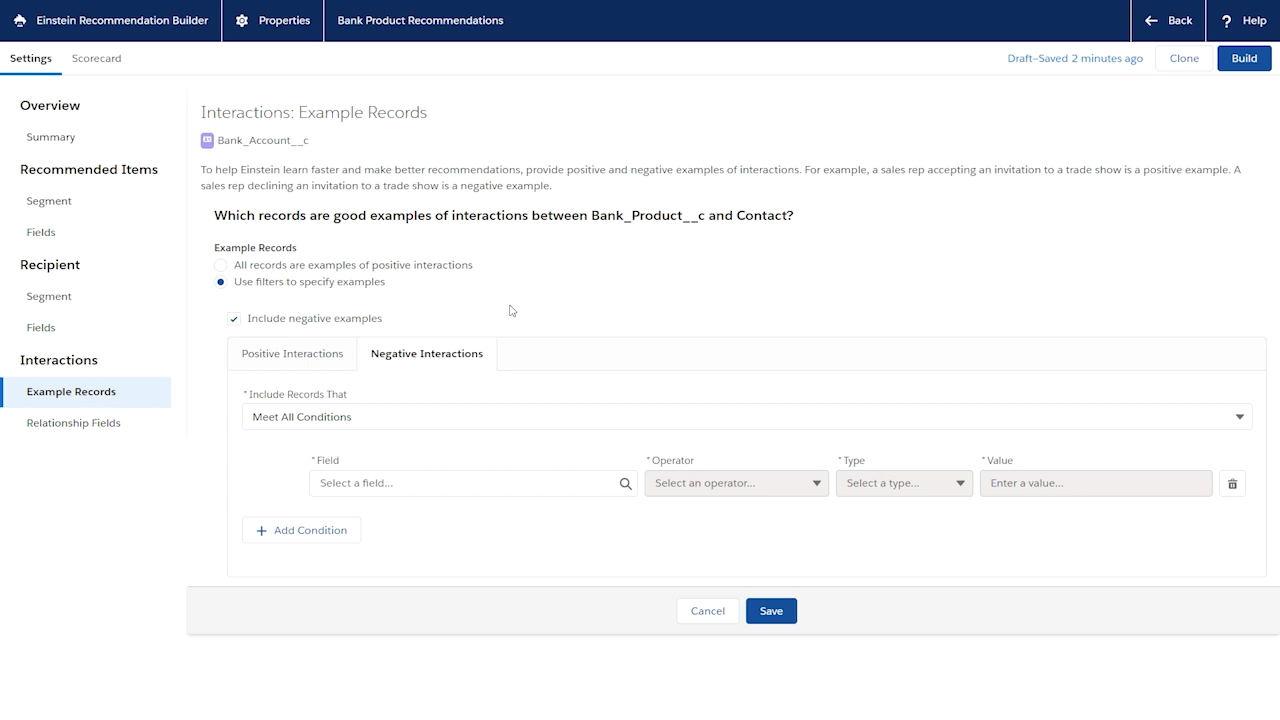 Einstein Recommendation Builder
Properties
Bank Product Recommendations
Back
? Help
Settings
Scorecard
Draft–Saved 2 minutes ago
Clone
Build
Overview
Summary
Recommended Items
Segment
Fields
Recipient
Segment
Fields
Interactions
Example Records
Relationship Fields
Interactions: Example Records
Bank_Account__c
To help Einstein learn faster and make better recommendations, provide positive and negative examples of interactions. For example, a sales rep accepting an invitation to a trade show is a positive example. A
sales rep declining an invitation to a trade show is a negative example.
Which records are good examples of interactions between Bank_Product__c and Contact?
Example Records
All records are examples of positive interactions
Use filters to specify examples
Include negative examples
Positive Interactions
Negative Interactions
*Include Records That
Meet All Conditions
*Field
*Operator
*Type
*Value
Select a field...
Select an operator...
Select a type...
Enter a value...
+ Add Condition
Cancel
Save